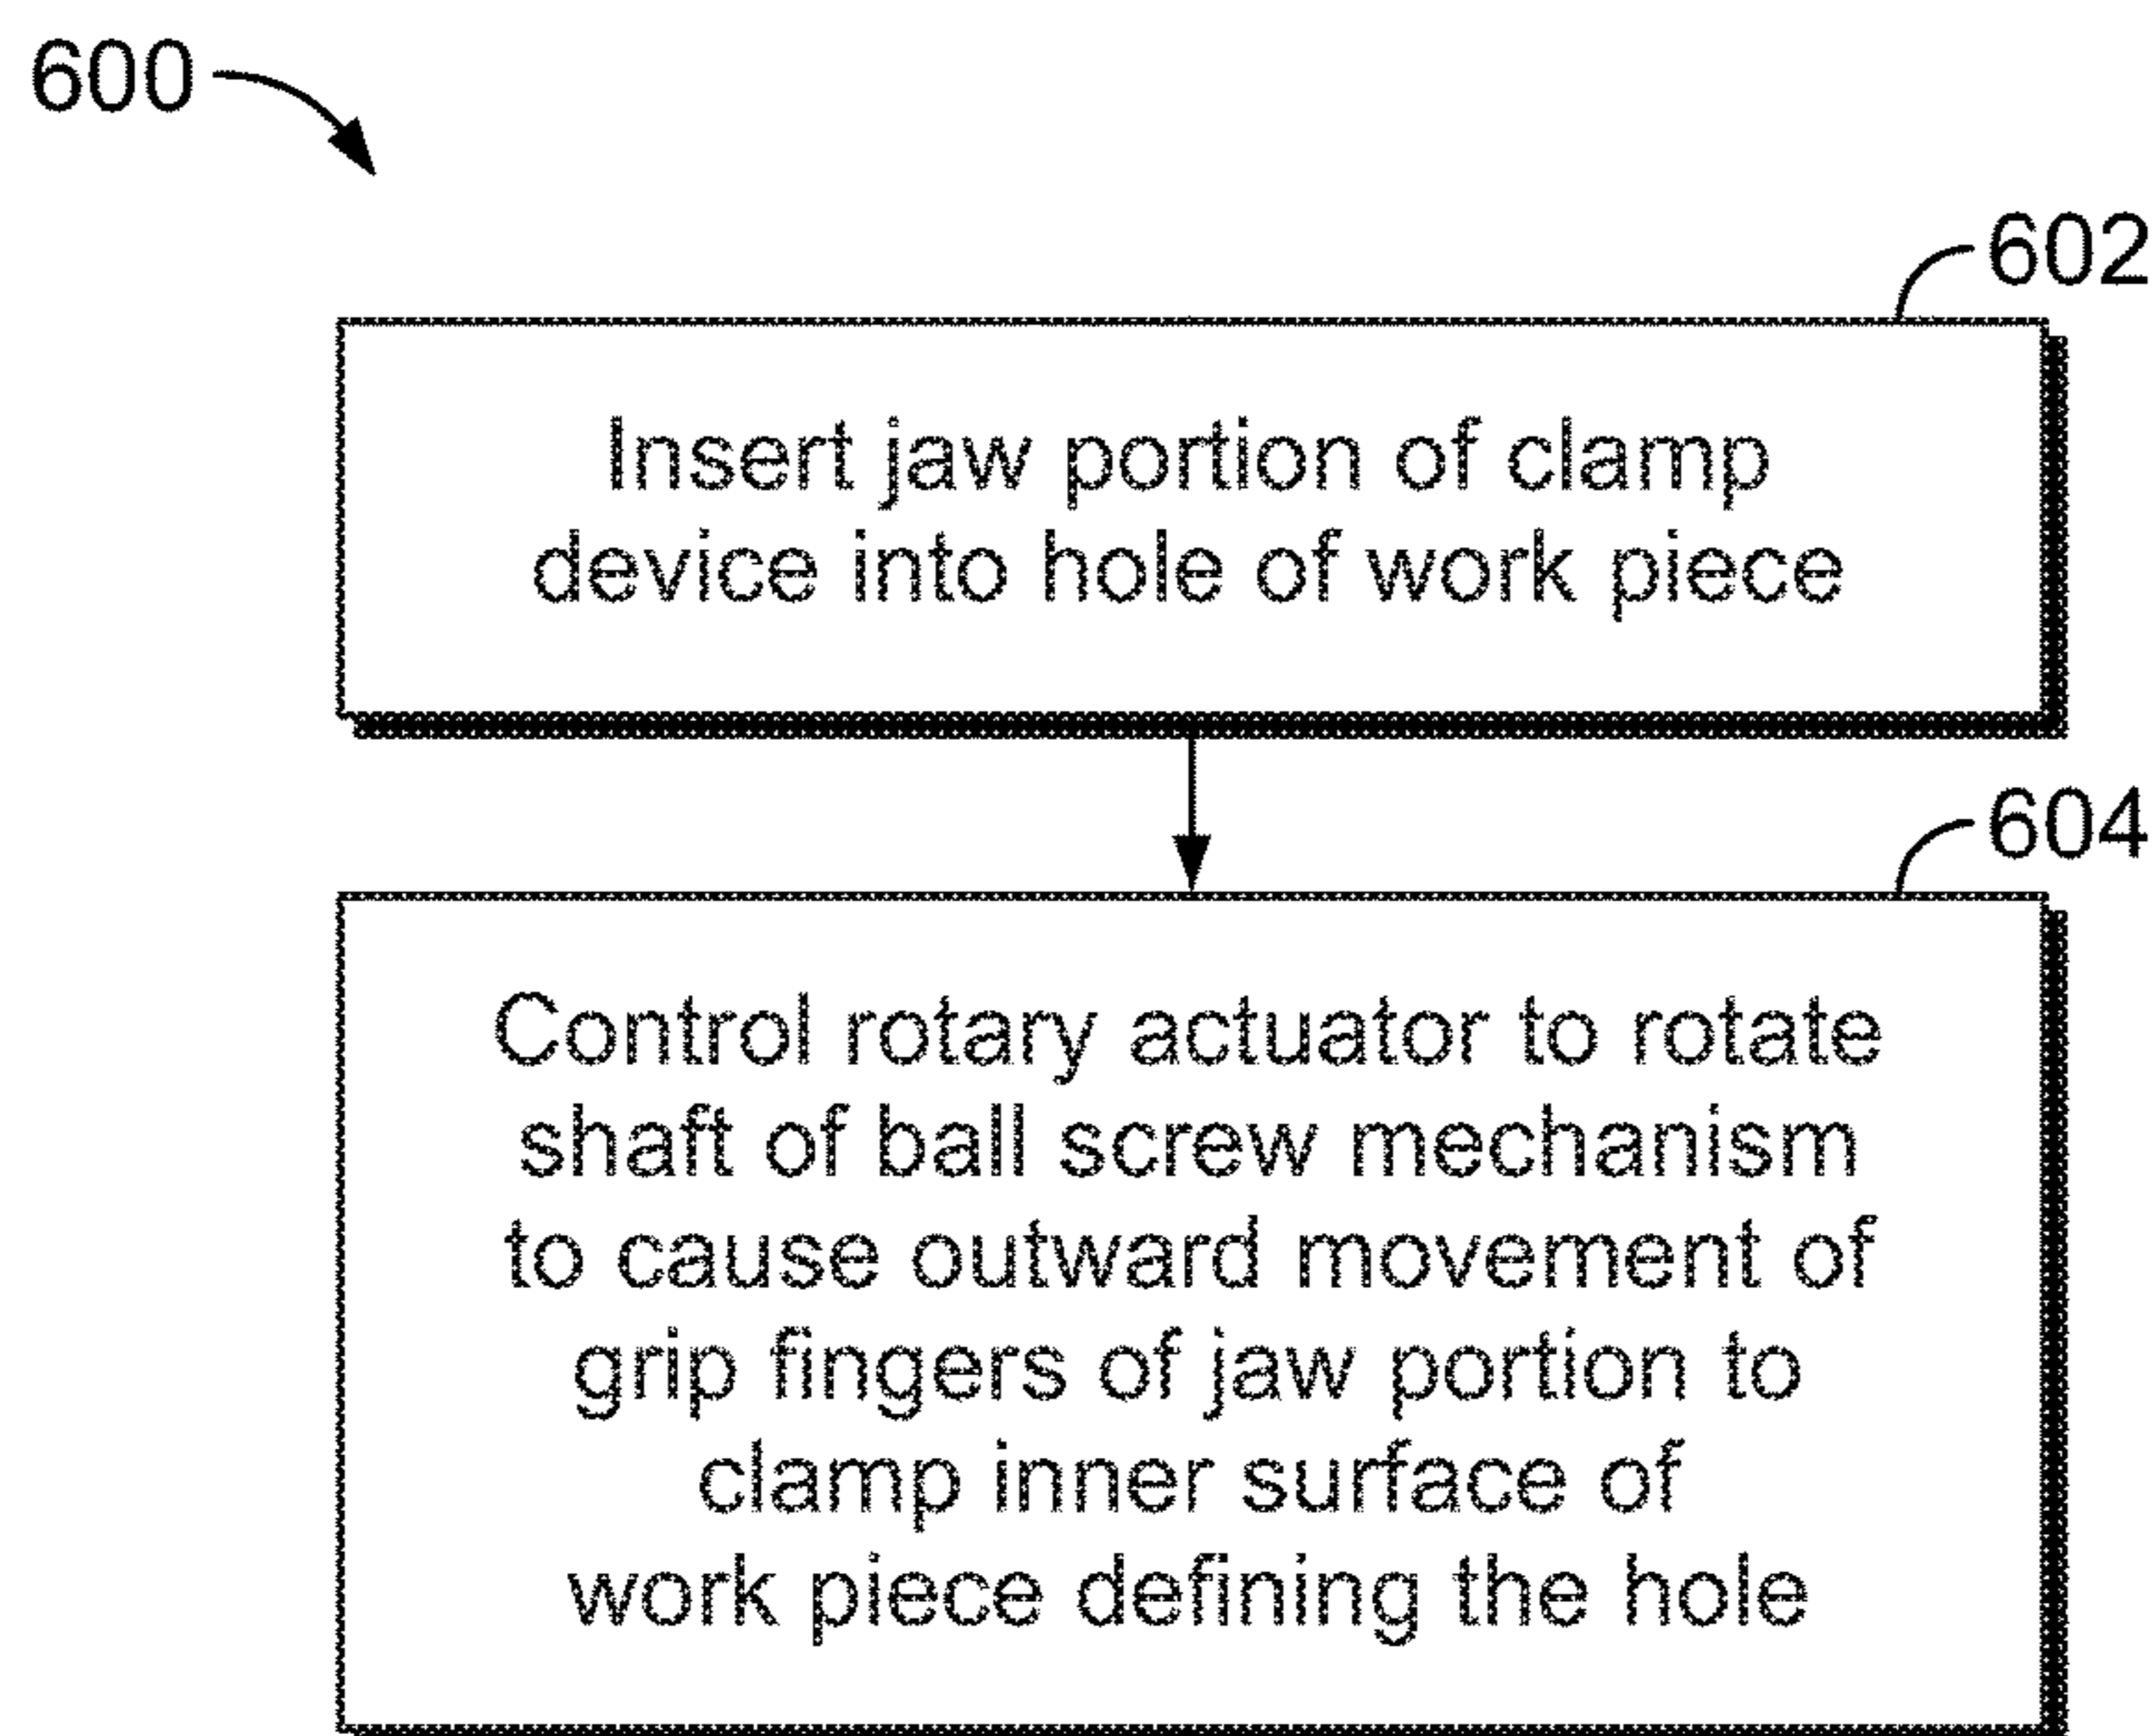 600
602
Insert jaw portion of clamp
device into hole of work piece
604
Control rotary actuator to rotate
shaft of ball screw mechanism
to cause outward movement of
grip fingers of jaw portion to
clamp inner surface of
work piece defining the hole